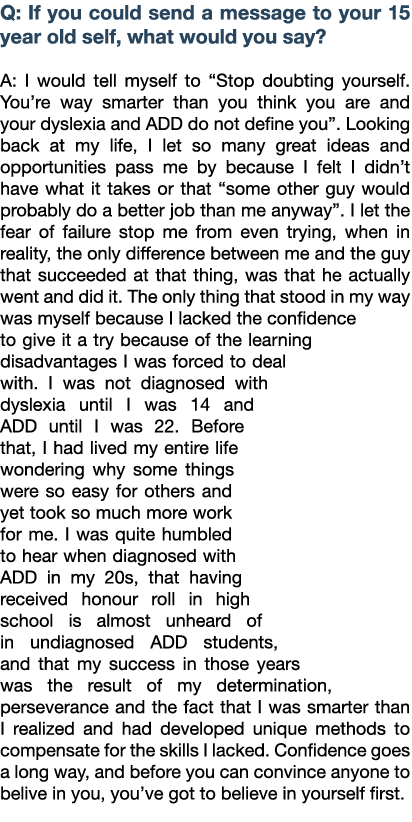 Q: If you could send a message to your 15
year old self, what would you say?
A: I would tell myself to “Stop doubting yourself.
You’re way smarter than you think you are and
your dyslexia and ADD do not define you”. Looking
back at my life, I let so many great ideas and
opportunities pass me by because I felt I didn’t
have what it takes or that “some other guy would
probably do a better job than me anyway”. I let the
fear of failure stop me from even trying, when in
reality, the only difference between me and the guy
that succeeded at that thing, was that he actually
went and did it. The only thing that stood in my way
was myself because I lacked the confidence
to give it a try because of the learning
disadvantages I was forced to deal
with. I was not diagnosed with
dyslexia until I was 14 and
ADD until I was 22. Before
that, I had lived my entire life
wondering why some things
were so easy for others and
yet took so much more work
for me. I was quite humbled
to hear when diagnosed with
ADD in my 20s, that having
received honour roll in high
school is almost unheard of
in undiagnosed ADD students,
and that my success in those years
was the result of my determination,
perseverance and the fact that I was smarter than
I realized and had developed unique methods to
compensate for the skills I lacked. Confidence goes
a long way, and before you can convince anyone to
belive in you, you’ve got to believe in yourself first.